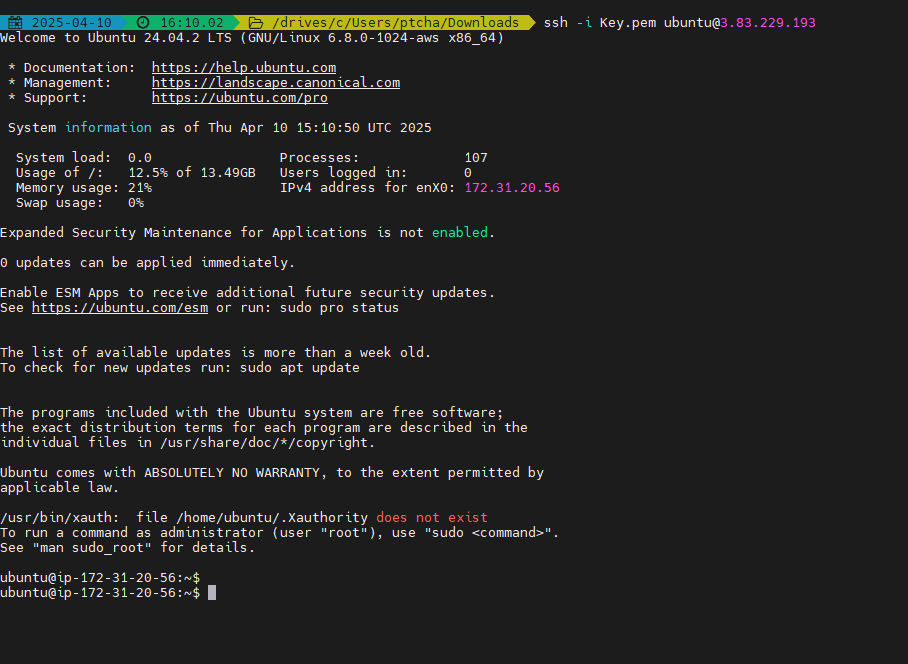 2025-04-10 16:10.02 /drives/c/Users/ptcha/Downloads ssh -i Key.pem ubuntu@3.83.229.193
Welcome to Ubuntu 24.04.2 LTS (GNU/Linux 6.8.0-1024-aws x86_64)
* Documentation: https://help.ubuntu.com
* Management: https://landscape.canonical.com
* Support: https://ubuntu.com/pro
System information as of Thu Apr 10 15:10:50 UTC 2025
System load: 0.0 Processes: 107
Usage of /: 12.5% of 13.49GB Users logged in: 0
Memory usage: 21% IPv4 address for enX0: 172.31.20.56
Swap usage: 0%
Expanded Security Maintenance for Applications is not enabled.
0 updates can be applied immediately.
Enable ESM Apps to receive additional future security updates.
See https://ubuntu.com/esm or run: sudo pro status
The list of available updates is more than a week old.
To check for new updates run: sudo apt update
The programs included with the Ubuntu system are free software;
the exact distribution terms for each program are described in the
individual files in /usr/share/doc/*/copyright.
Ubuntu comes with ABSOLUTELY NO WARRANTY, to the extent permitted by
applicable law.
/usr/bin/xauth: file /home/ubuntu/.Xauthority does not exist
To run a command as administrator (user "root"), use "sudo <command>".
See "man sudo_root" for details.
ubuntu@ip-172-31-20-56:~$
ubuntu@ip-172-31-20-56:~$